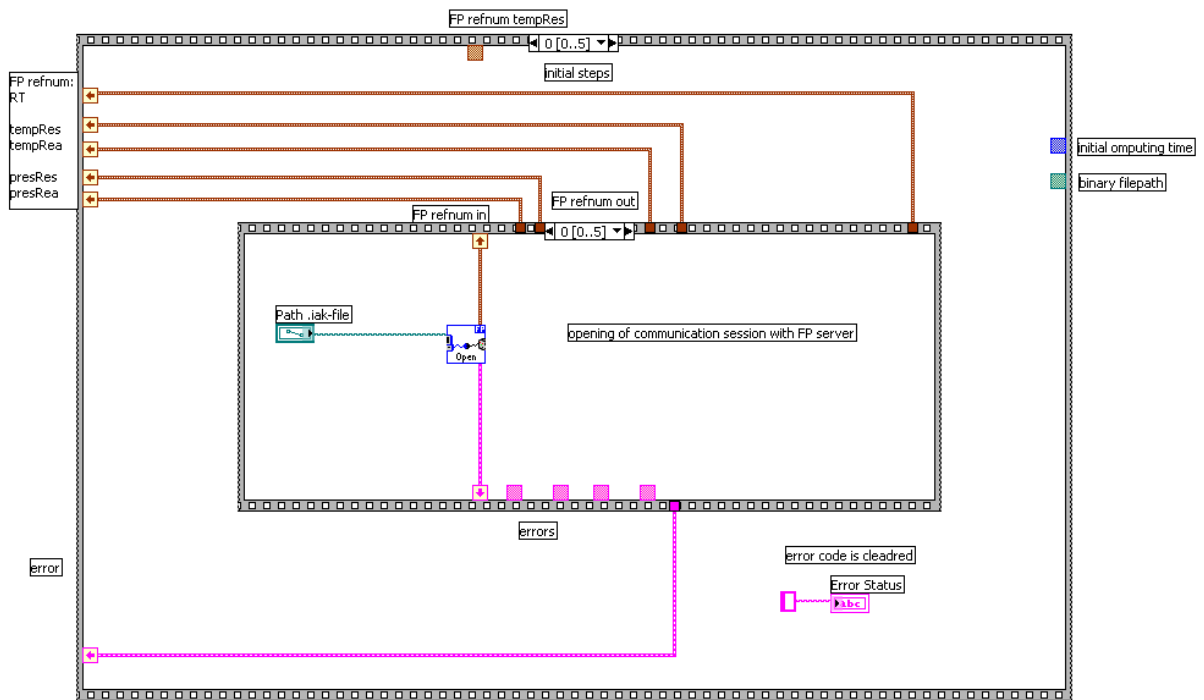 FP refnum tempRes
0 [0..5]
initial steps
FP refnum:
RT
tempRes
tempRea
presRes
presRea
initial omputing time
binary filepath
FP refnum out
FP refnum in
0 [0..5]
Path .iak-file
FP
Open
opening of communication session with FP server
errors
error
error code is cleadred
Error Status
abc